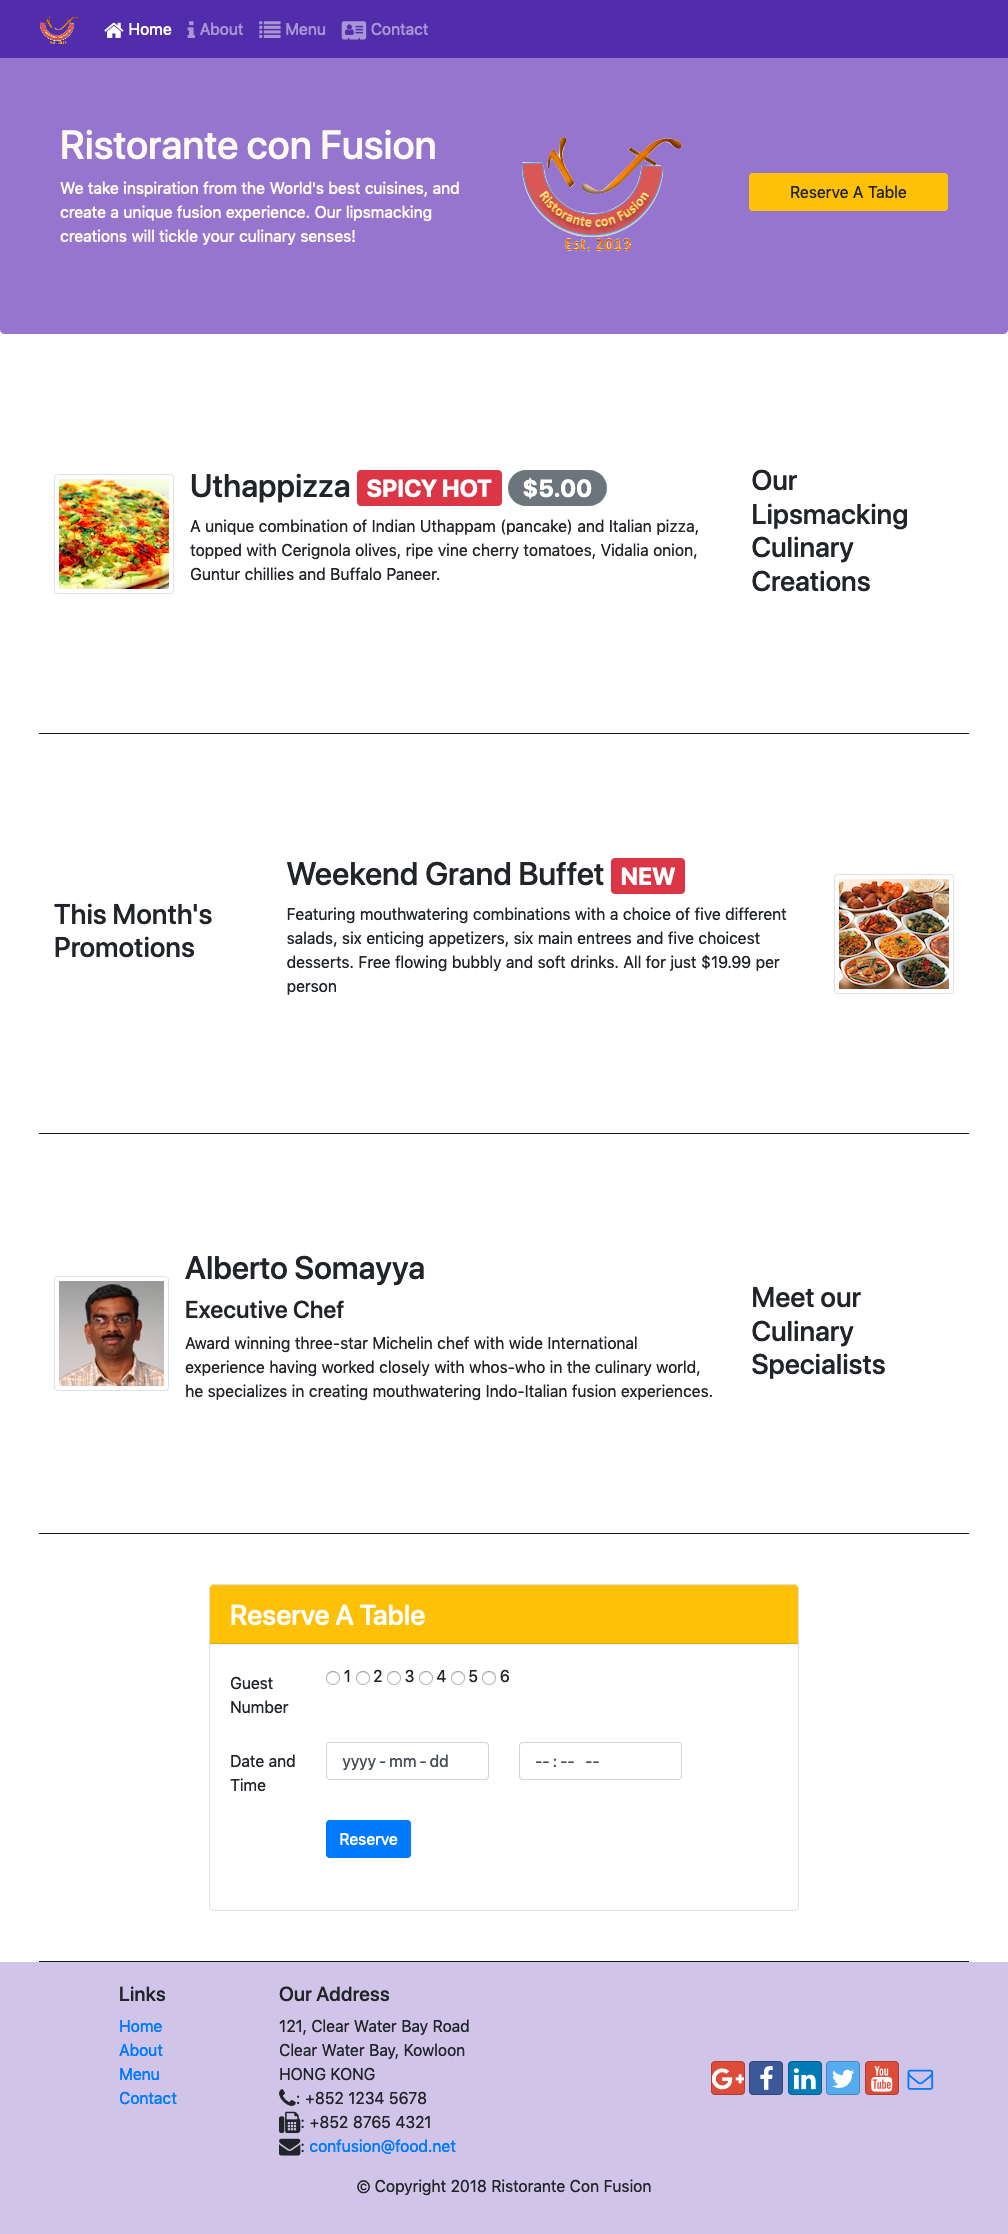 Home About Menu Contact
Ristorante con Fusion
We take inspiration from the World's best cuisines, and
create a unique fusion experience. Our lipsmacking
creations will tickle your culinary senses!
Ristorante con Fusion
Est. 2013
Reserve A Table
Uthappizza SPICY HOT $5.00
A unique combination of Indian Uthappam (pancake) and Italian pizza,
topped with Cerignola olives, ripe vine cherry tomatoes, Vidalia onion,
Guntur chillies and Buffalo Paneer.
Our
Lipsmacking
Culinary
Creations
This Month's
Promotions
Weekend Grand Buffet NEW
Featuring mouthwatering combinations with a choice of five different
salads, six enticing appetizers, six main entrees and five choicest
desserts. Free flowing bubbly and soft drinks. All for just $19.99 per
person
Alberto Somayya
Executive Chef
Award winning three-star Michelin chef with wide International
experience having worked closely with whos-who in the culinary world,
he specializes in creating mouthwatering Indo-Italian fusion experiences.
Meet our
Culinary
Specialists
Reserve A Table
Guest
Number
1 2 3 4 5 6
Date and
Time
yyyy-mm-dd
--:-- --
Reserve
Links
Home
About
Menu
Contact
Our Address
121, Clear Water Bay Road
Clear Water Bay, Kowloon
HONG KONG
: +852 1234 5678
: +852 8765 4321
: confusion@food.net
G+ f in You Tube
© Copyright 2018 Ristorante Con Fusion